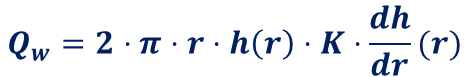 Q_w = 2 · π · r · h(r) · K · dh/dr (r)